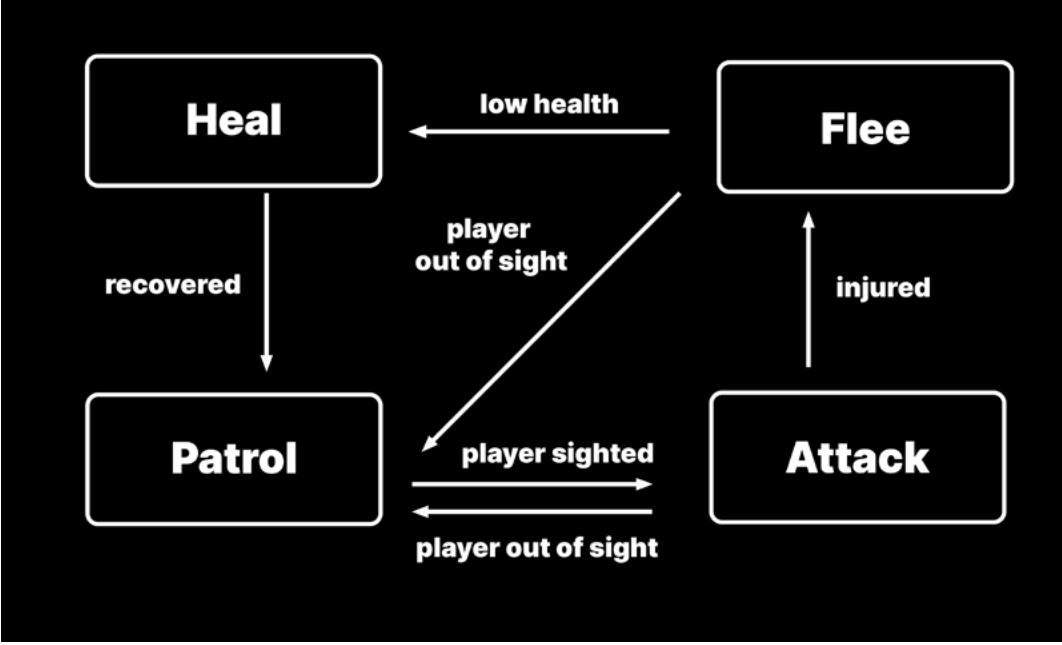 Heal
low health
Flee
player
out of sight
recovered
injured
Patrol
player sighted
Attack
player out of sight